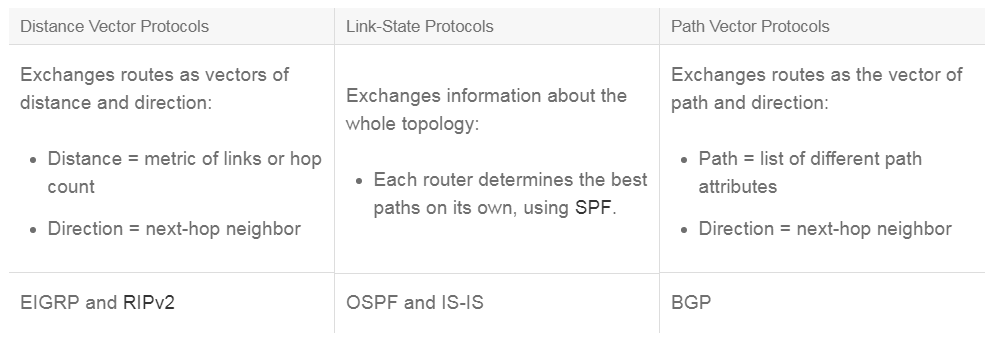 Distance Vector Protocols
Link-State Protocols
Path Vector Protocols
Exchanges routes as vectors of
distance and direction:
• Distance = metric of links or hop
count
• Direction = next-hop neighbor
Exchanges information about the
whole topology:
• Each router determines the best
paths on its own, using SPF.
Exchanges routes as the vector of
path and direction:
• Path = list of different path
attributes
• Direction = next-hop neighbor
EIGRP and RIPv2
OSPF and IS-IS
BGP